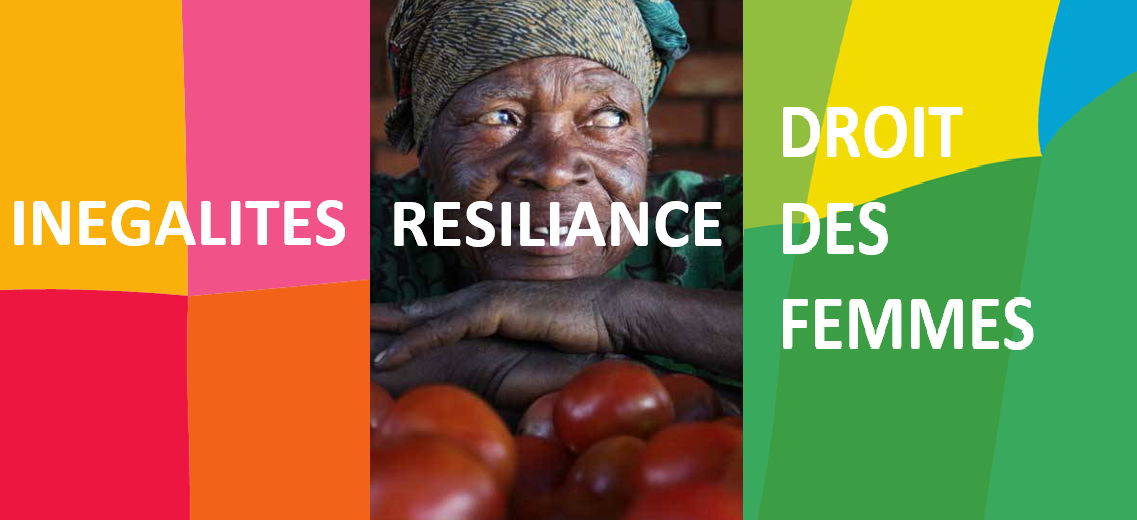 INEGALITES
RESILIANCE
DROIT
DES
FEMMES